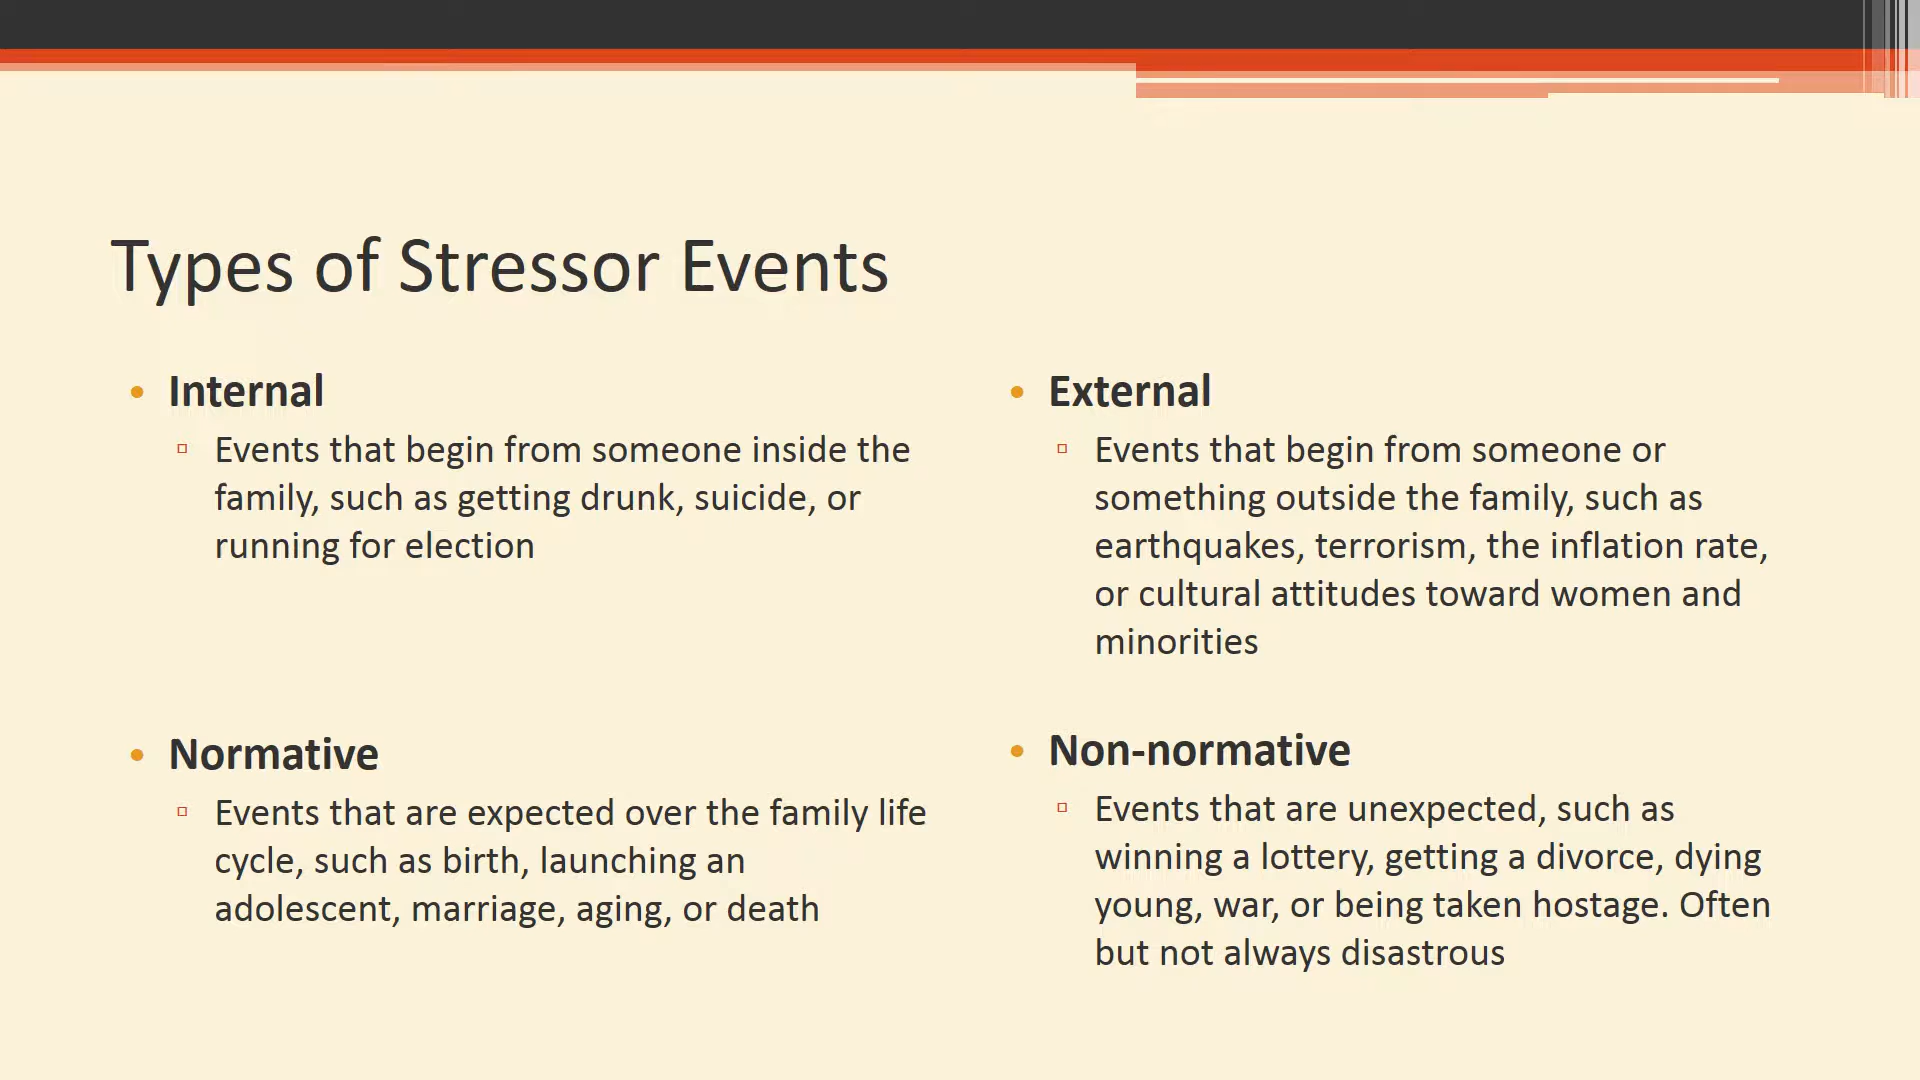 Types of Stressor Events
• Internal
▫ Events that begin from someone inside the
family, such as getting drunk, suicide, or
running for election
• External
▫ Events that begin from someone or
something outside the family, such as
earthquakes, terrorism, the inflation rate,
or cultural attitudes toward women and
minorities
• Normative
▫ Events that are expected over the family life
cycle, such as birth, launching an
adolescent, marriage, aging, or death
• Non-normative
▫ Events that are unexpected, such as
winning a lottery, getting a divorce, dying
young, war, or being taken hostage. Often
but not always disastrous